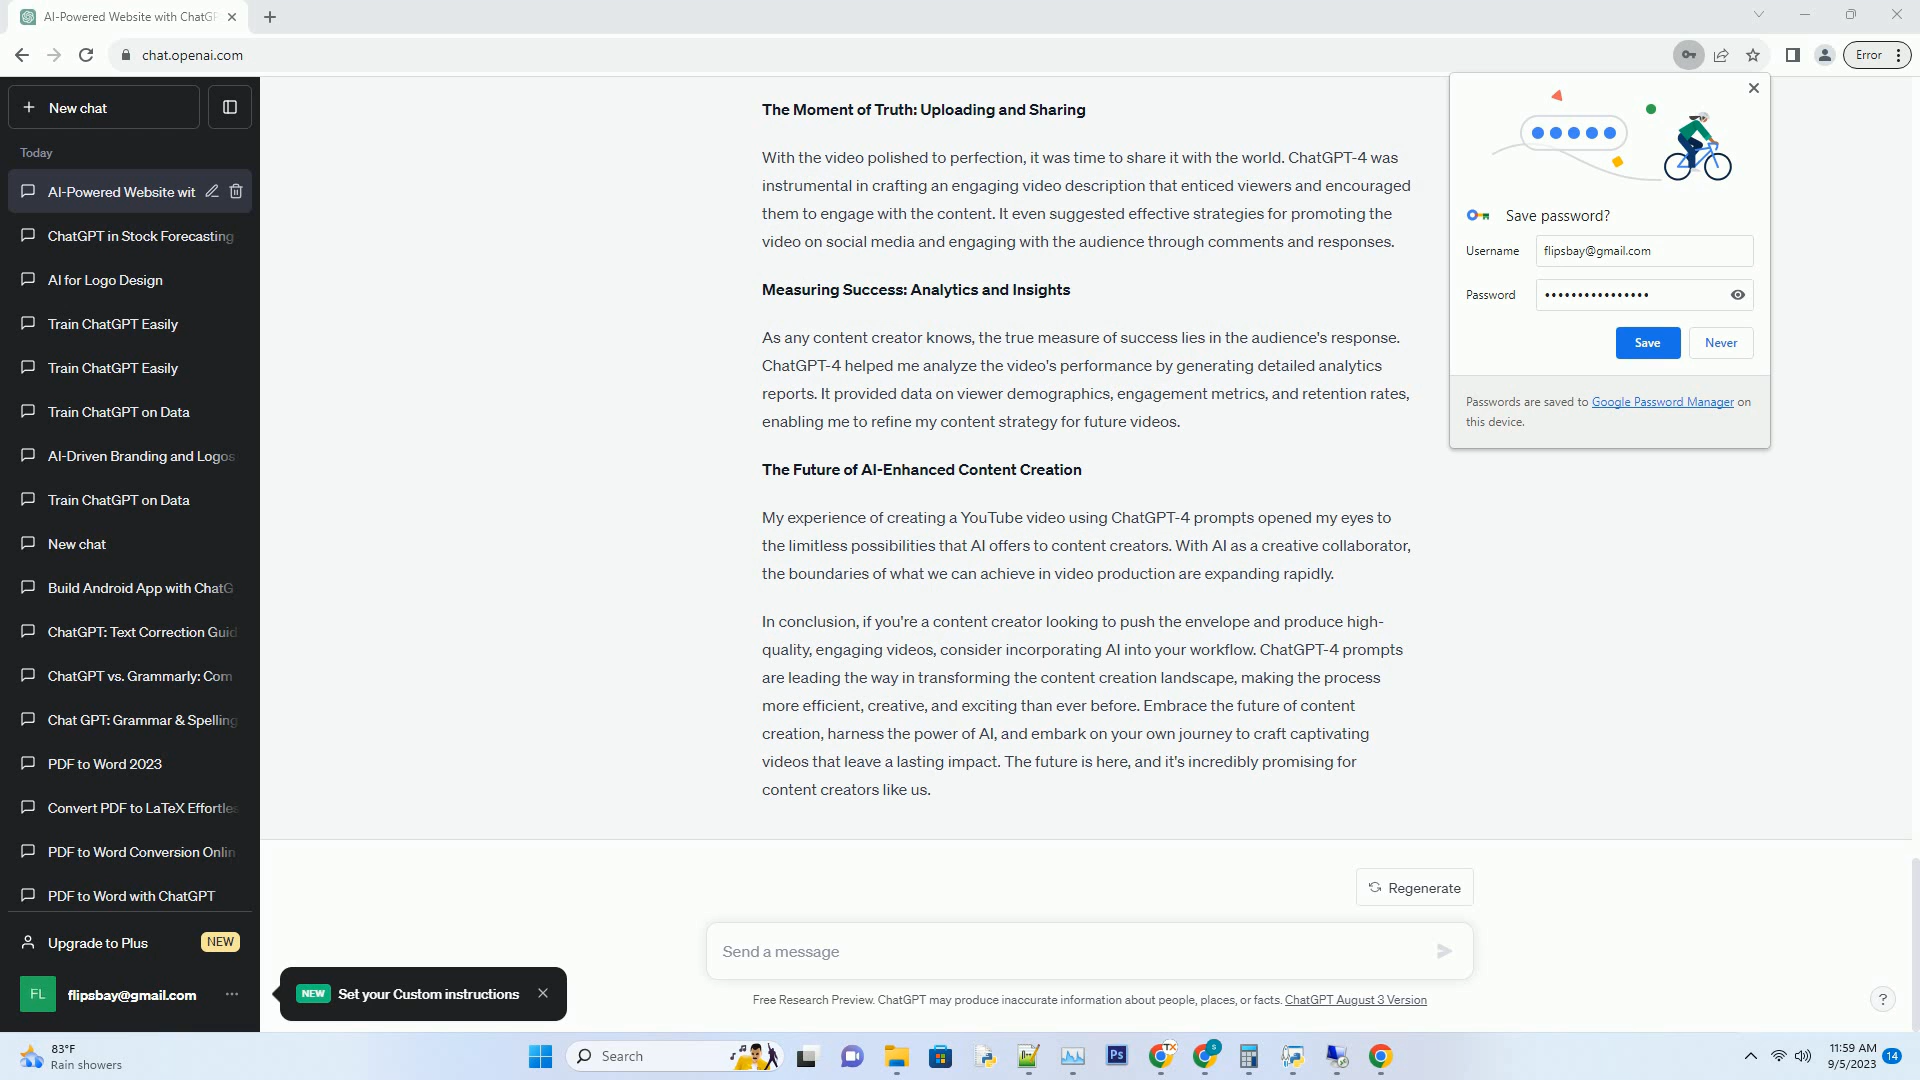 AI-Powered Website with ChatGP
chat.openai.com
Error
New chat
Today
AI-Powered Website wit
ChatGPT in Stock Forecasting
AI for Logo Design
Train ChatGPT Easily
Train ChatGPT Easily
Train ChatGPT on Data
AI-Driven Branding and Logos
Train ChatGPT on Data
New chat
Build Android App with ChatG
ChatGPT: Text Correction Guid
ChatGPT vs. Grammarly: Com
Chat GPT: Grammar & Spelling
PDF to Word 2023
Convert PDF to LaTeX Effortle
PDF to Word Conversion Onlin
PDF to Word with ChatGPT
Upgrade to Plus NEW
FL flipsbay@gmail.com
NEW Set your Custom instructions
The Moment of Truth: Uploading and Sharing
With the video polished to perfection, it was time to share it with the world. ChatGPT-4 was
instrumental in crafting an engaging video description that enticed viewers and encouraged
them to engage with the content. It even suggested effective strategies for promoting the
video on social media and engaging with the audience through comments and responses.
Measuring Success: Analytics and Insights
As any content creator knows, the true measure of success lies in the audience's response.
ChatGPT-4 helped me analyze the video's performance by generating detailed analytics
reports. It provided data on viewer demographics, engagement metrics, and retention rates,
enabling me to refine my content strategy for future videos.
The Future of AI-Enhanced Content Creation
My experience of creating a YouTube video using ChatGPT-4 prompts opened my eyes to
the limitless possibilities that AI offers to content creators. With AI as a creative collaborator,
the boundaries of what we can achieve in video production are expanding rapidly.
In conclusion, if you're a content creator looking to push the envelope and produce high-
quality, engaging videos, consider incorporating AI into your workflow. ChatGPT-4 prompts
are leading the way in transforming the content creation landscape, making the process
more efficient, creative, and exciting than ever before. Embrace the future of content
creation, harness the power of AI, and embark on your own journey to craft captivating
videos that leave a lasting impact. The future is here, and it's incredibly promising for
content creators like us.
Regenerate
Send a message
Free Research Preview. ChatGPT may produce inaccurate information about people, places, or facts. ChatGPT August 3 Version
?
Save password?
Username flipsbay@gmail.com
Password ••••••••••••••••
Save Never
Passwords are saved to Google Password Manager on
this device.
83°F
Rain showers
Search
Ps
TX
S
11:59 AM
9/5/2023
14